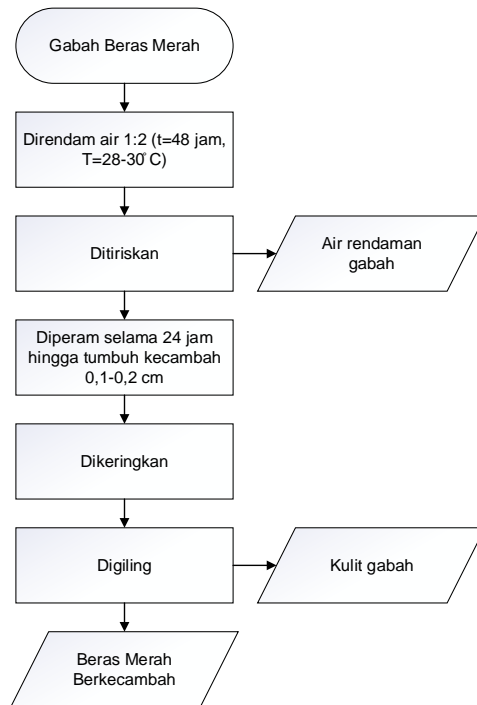 Gabah Beras Merah
Direndam air 1:2 (t=48 jam,
T=28-30°C)
Ditiriskan
Air rendaman
gabah
Diperam selama 24 jam
hingga tumbuh kecambah
0,1-0,2 cm
Dikeringkan
Digiling
Kulit gabah
Beras Merah
Berkecambah